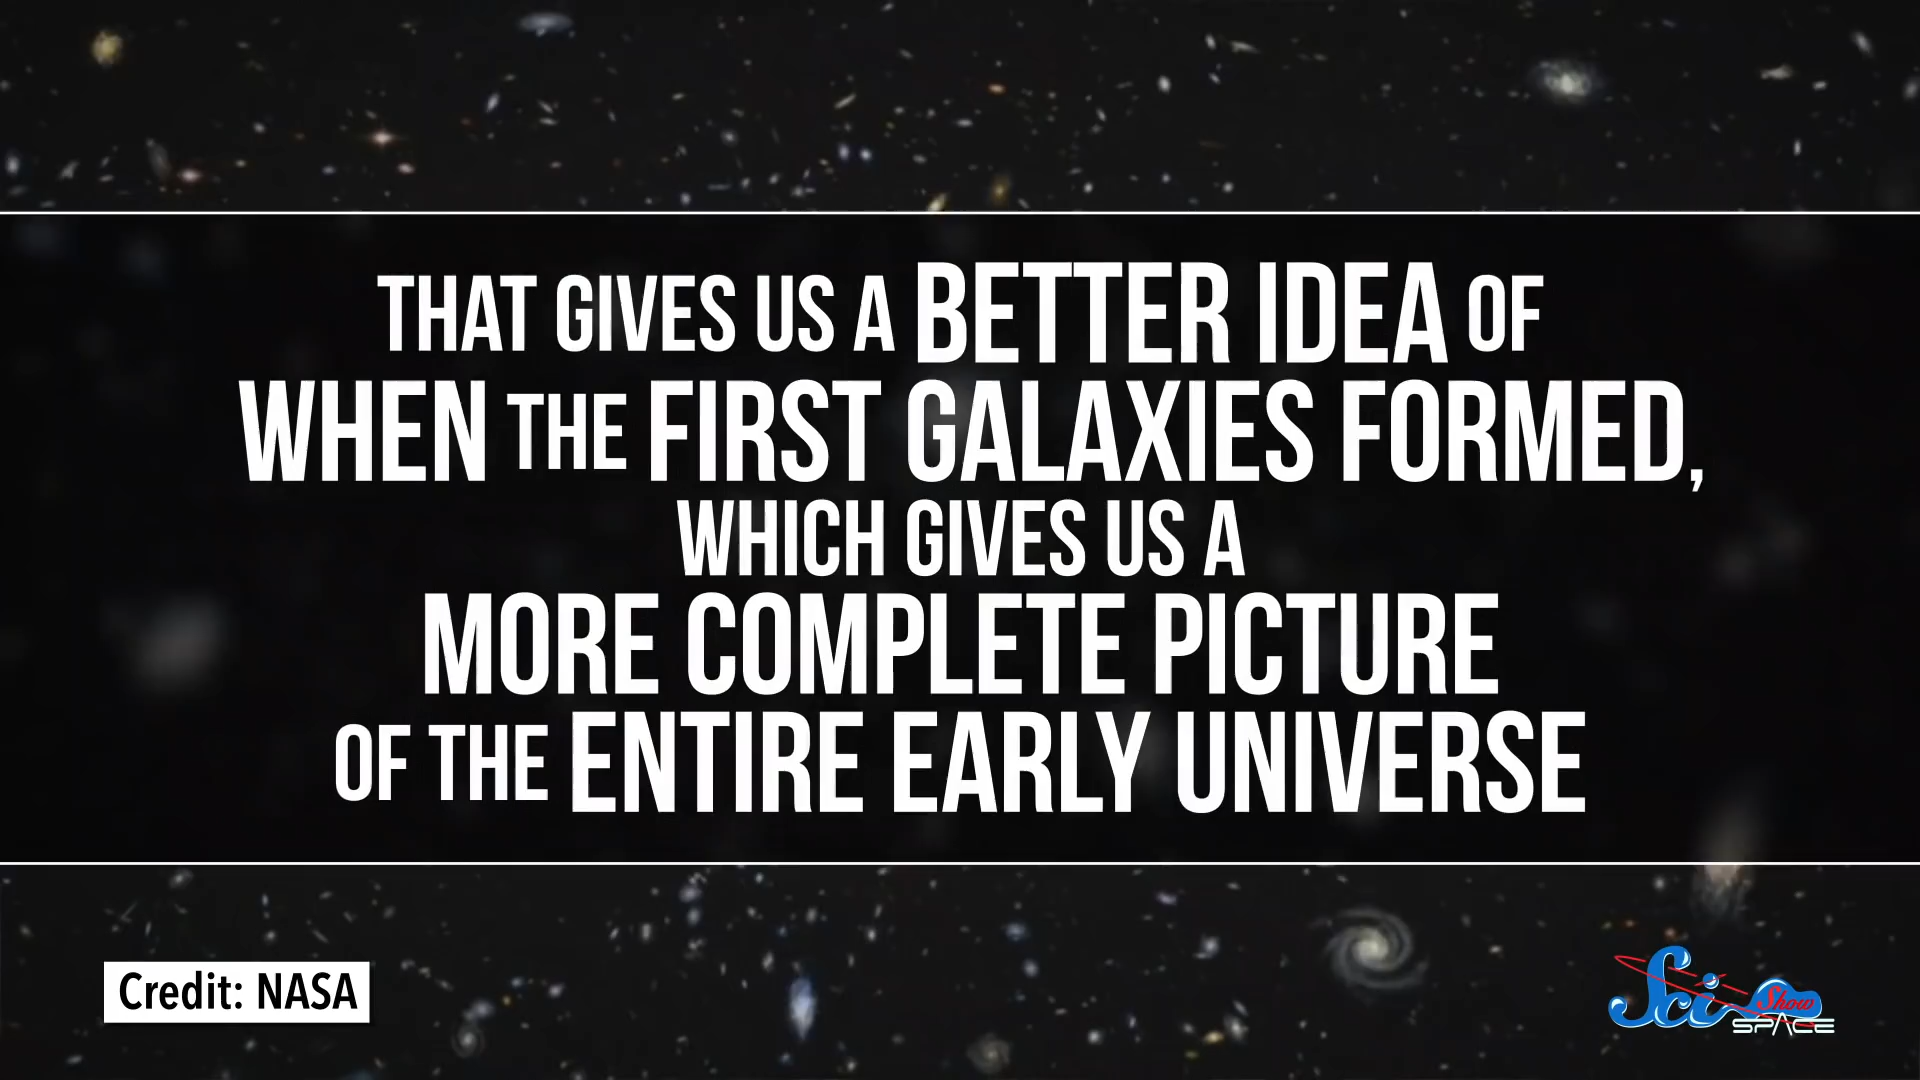 THAT GIVES US A BETTER IDEA OF
WHEN THE FIRST GALAXIES FORMED,
WHICH GIVES US A
MORE COMPLETE PICTURE
OF THE ENTIRE EARLY UNIVERSE
Credit: NASA
Sci Show
SPACE